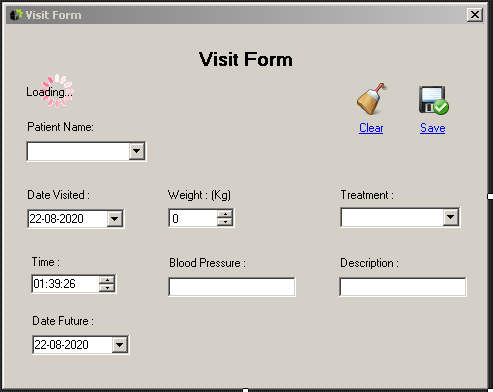 Visit Form
Visit Form
Loading...
Clear
Save
Patient Name:
Date Visited :
Weight : (Kg)
Treatment :
22-08-2020
0
Time :
Blood Pressure :
Description :
01:39:26
Date Future :
22-08-2020